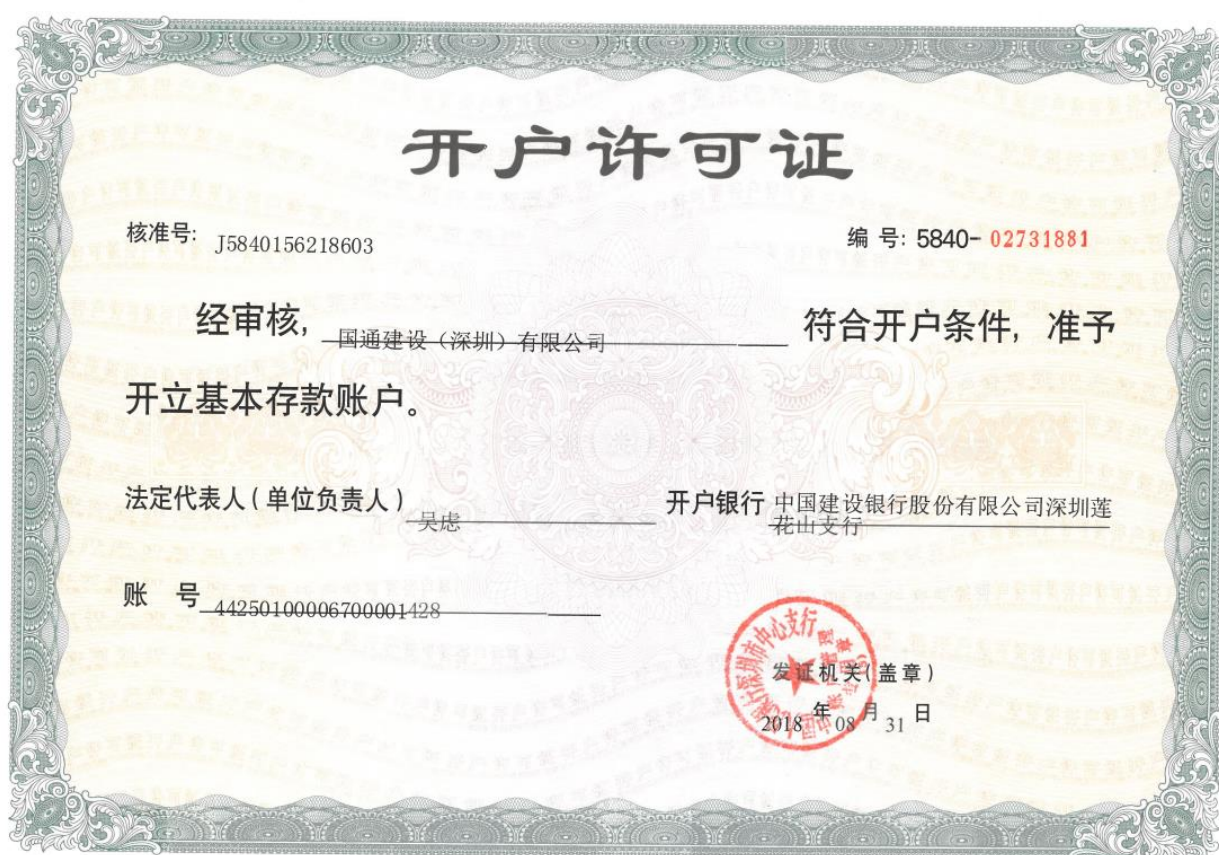 开户许可证
核准号: J5840156218603 编 号: 5840- 02731881
经审核, 国通建设（深圳）有限公司 符合开户条件, 准予
开立基本存款账户。
法定代表人(单位负责人) 吴虑 开户银行 中国建设银行股份有限公司深圳莲
花山支行
账 号 44250100006700001428
发证机关(盖章)
2018 年 08 月 31 日